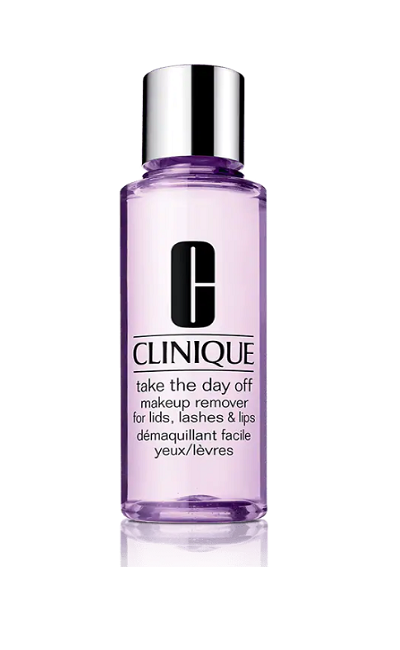 CLINIQUE
take the day off
makeup remover
for lids, lashes & lips
démaquillant facile
yeux/lèvres